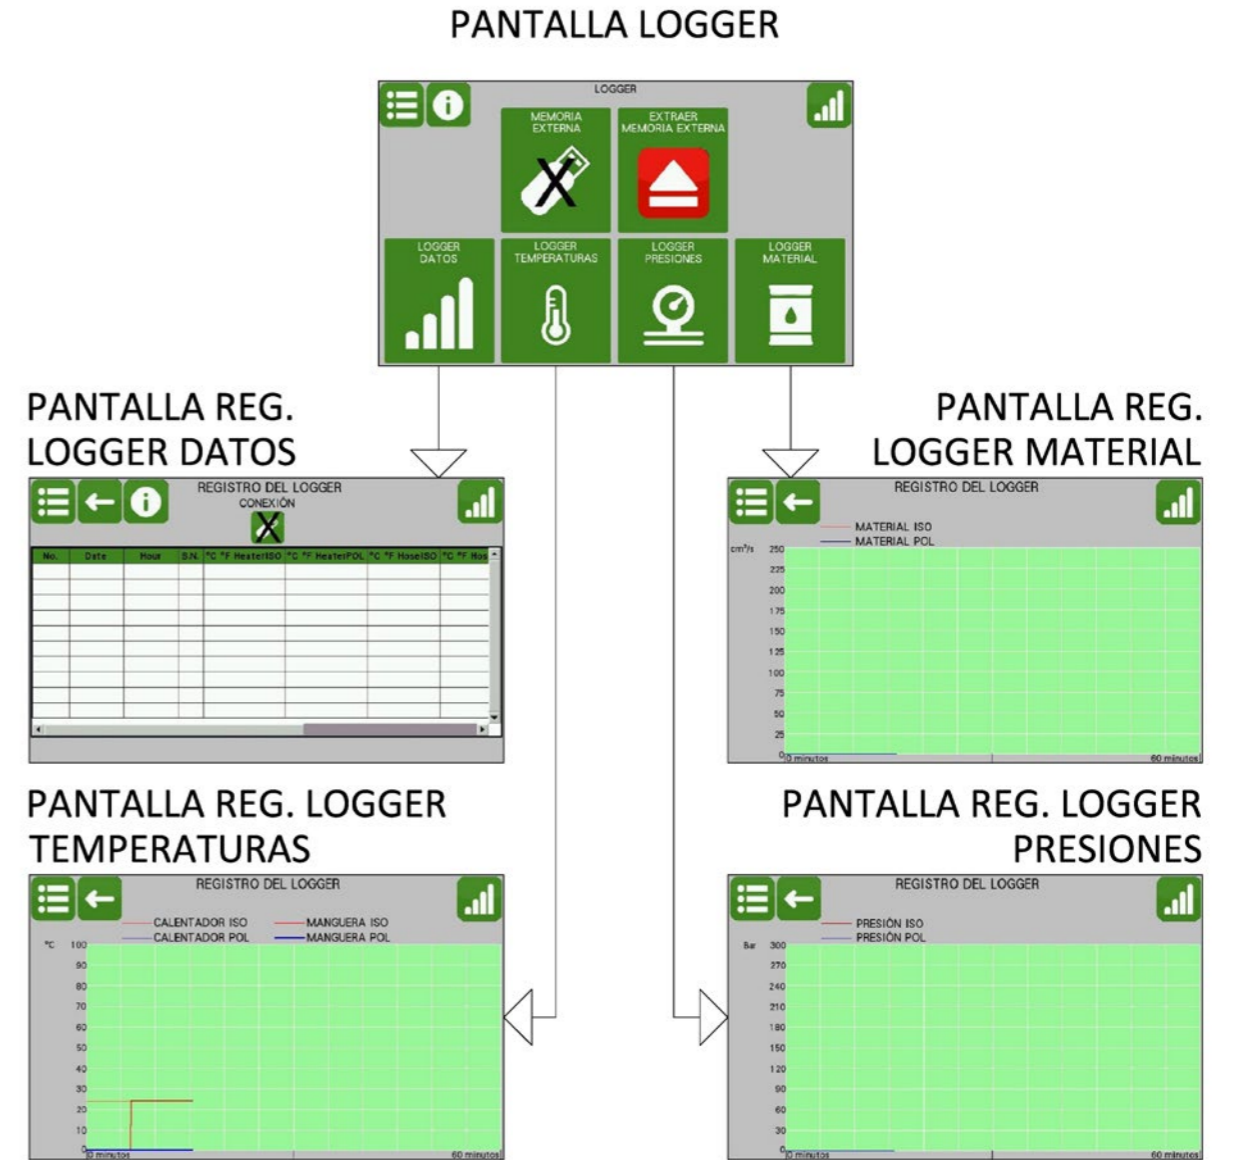 PANTALLA LOGGER
LOGGER
MEMORIA
EXTERNA
EXTRAER
MEMORIA EXTERNA
LOGGER
DATOS
LOGGER
TEMPERATURAS
LOGGER
PRESIONES
LOGGER
MATERIAL
PANTALLA REG.
LOGGER DATOS
REGISTRO DEL LOGGER
CONEXIÓN
No. Date Hour S.N. °C °F HeaterISO °C °F HeaterPOL °C °F HoseISO °C °F Hos
PANTALLA REG.
LOGGER MATERIAL
REGISTRO DEL LOGGER
MATERIAL ISO
MATERIAL POL
cm³/s 250
225
200
175
150
125
100
75
50
25
0
0 minutos 60 minutos
PANTALLA REG. LOGGER
TEMPERATURAS
REGISTRO DEL LOGGER
CALENTADOR ISO MANGUERA ISO
CALENTADOR POL MANGUERA POL
°C 100
90
80
70
60
50
40
30
20
10
0
0 minutos 60 minutos
PANTALLA REG. LOGGER
PRESIONES
REGISTRO DEL LOGGER
PRESIÓN ISO
PRESIÓN POL
Bar 300
270
240
210
180
150
120
90
60
30
0
0 minutos 60 minutos